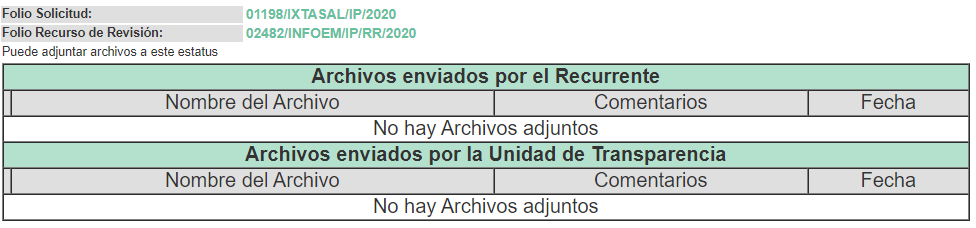 Folio Solicitud: 01198/IXTASAL/IP/2020
Folio Recurso de Revisión: 02482/INFOEM/IP/RR/2020
Puede adjuntar archivos a este estatus
Archivos enviados por el Recurrente
Nombre del Archivo Comentarios Fecha
No hay Archivos adjuntos
Archivos enviados por la Unidad de Transparencia
Nombre del Archivo Comentarios Fecha
No hay Archivos adjuntos